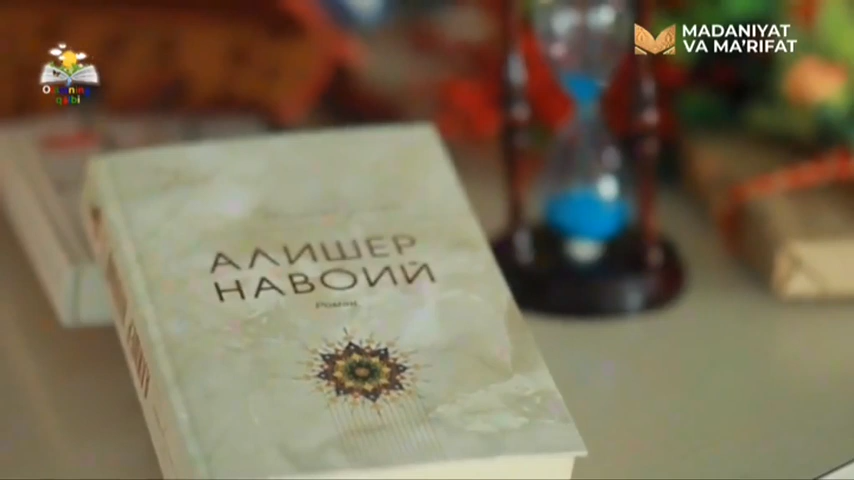 MADANIYAT
VA MA'RIFAT
АЛИШЕР
НАВОИЙ
Роман